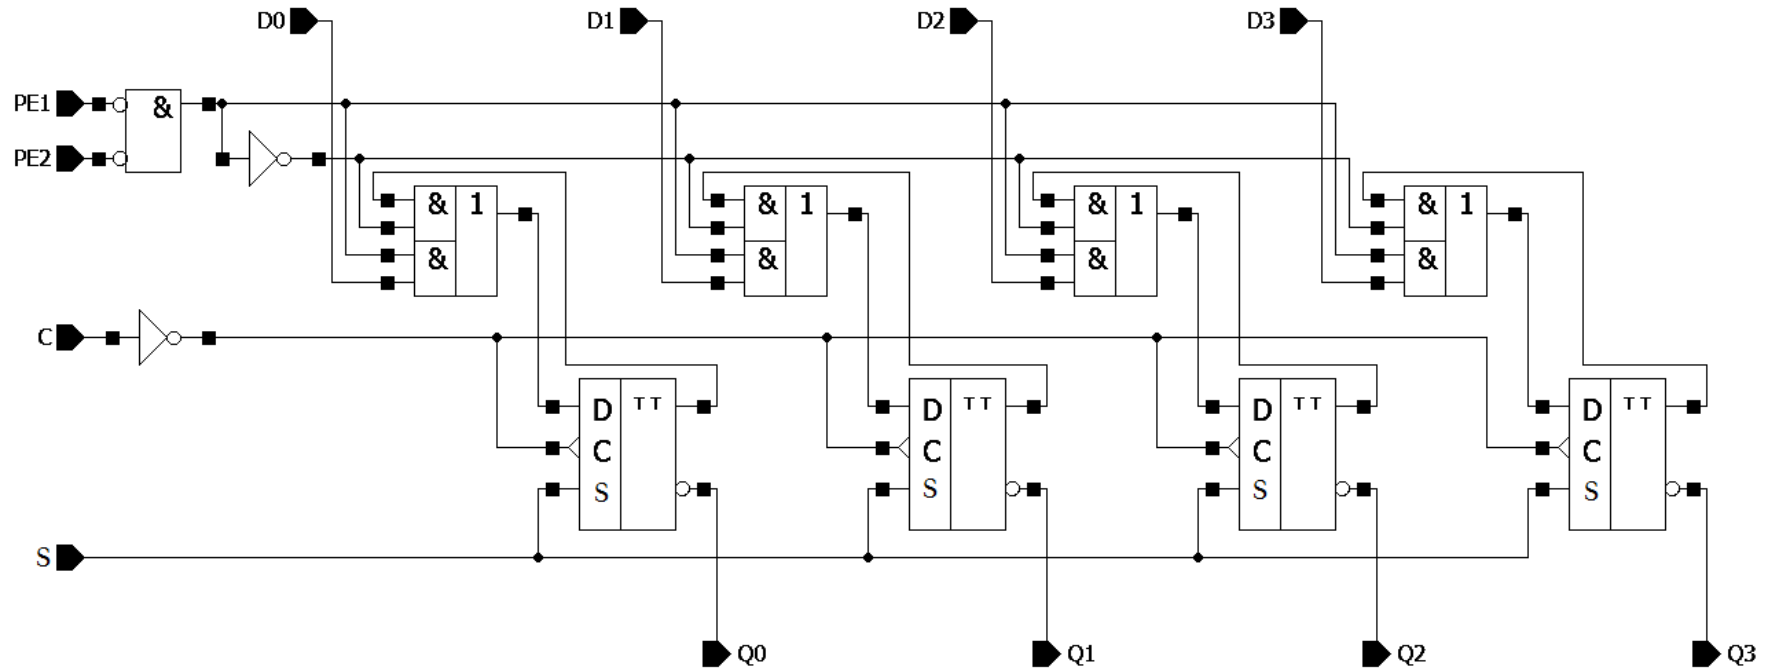 D0 D1 D2 D3
PE1 &
PE2
& 1 & 1 & 1 & 1
& & & &
C
D TT D TT D TT D TT
C C C C
S S S S
S
Q0 Q1 Q2 Q3